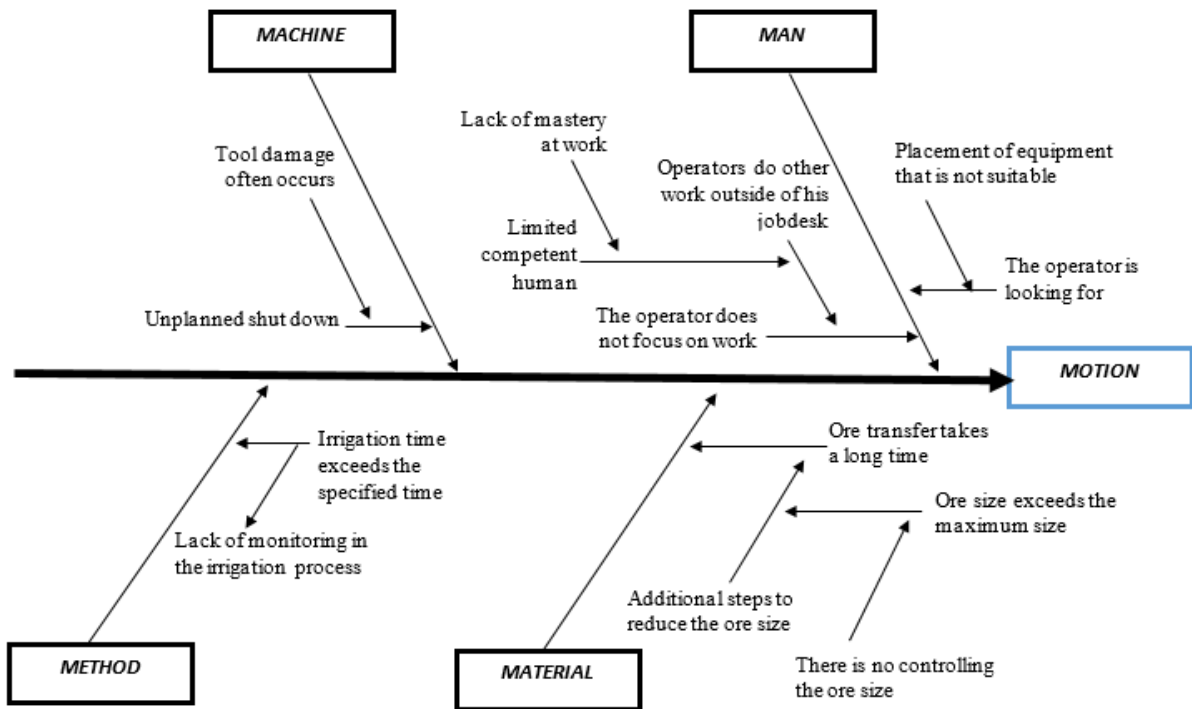 MACHINE
MAN
Lack of mastery
at work
Tool damage
often occurs
Operators do other
work outside of his
jobdesk
Placement of equipment
that is not suitable
Limited
competent
human
The operator is
looking for
Unplanned shut down
The operator does
not focus on work
MOTION
Irrigation time
exceeds the
specified time
Ore transfer takes
a long time
Ore size exceeds the
maximum size
Lack of monitoring in
the irrigation process
Additional steps to
reduce the ore size
METHOD
MATERIAL
There is no controlling
the ore size